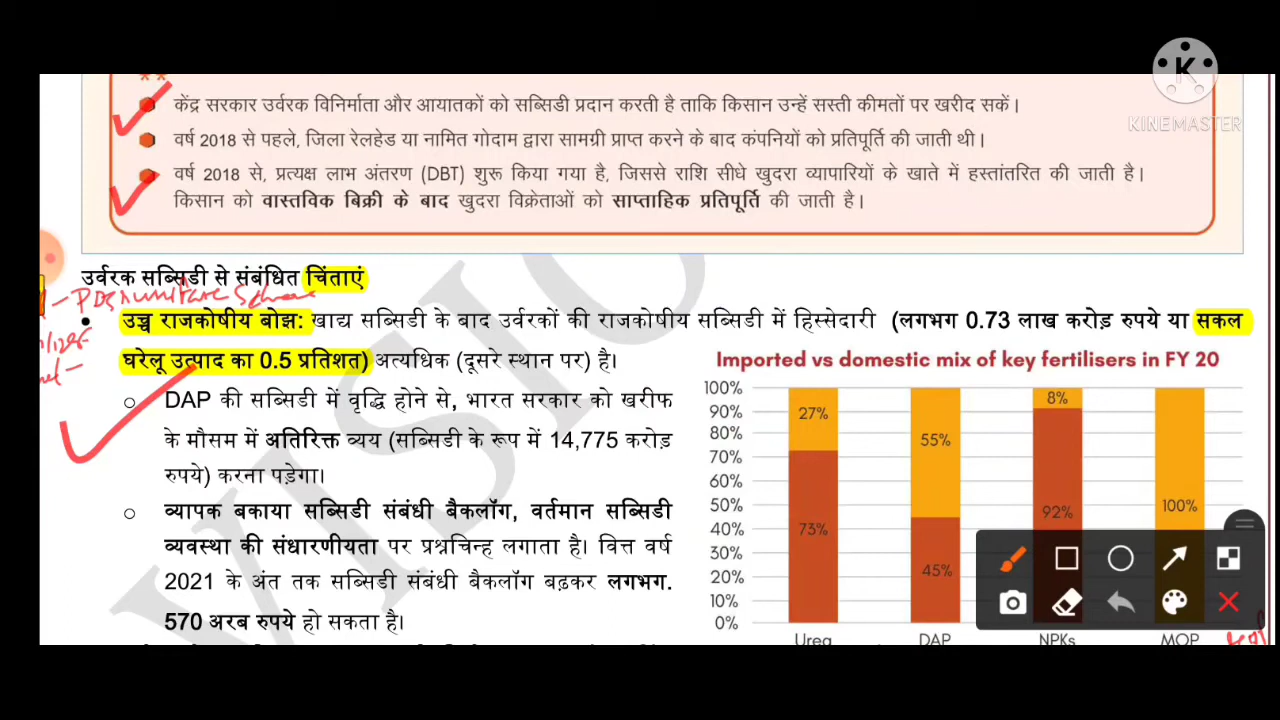 **
केंद्र सरकार उर्वरक विनिर्माता और आयातकों को सब्सिडी प्रदान करती है ताकि किसान उन्हें सस्ती कीमतों पर खरीद सकें।
वर्ष 2018 से पहले, जिला रेलहेड या नामित गोदाम द्वारा सामग्री प्राप्त करने के बाद कंपनियों को प्रतिपूर्ति की जाती थी।
वर्ष 2018 से, प्रत्यक्ष लाभ अंतरण (DBT) शुरू किया गया है, जिससे राशि सीधे खुदरा व्यापारियों के खाते में हस्तांतरित की जाती है।
किसान को वास्तविक बिक्री के बाद खुदरा विक्रेताओं को साप्ताहिक प्रतिपूर्ति की जाती है।
K
KINEMASTER
उर्वरक सब्सिडी से संबंधित चिंताएं
उच्च राजकोषीय बोझ: खाद्य सब्सिडी के बाद उर्वरकों की राजकोषीय सब्सिडी में हिस्सेदारी (लगभग 0.73 लाख करोड़ रुपये या सकल
घरेलू उत्पाद का 0.5 प्रतिशत) अत्यधिक (दूसरे स्थान पर) है।
DAP की सब्सिडी में वृद्धि होने से, भारत सरकार को खरीफ
के मौसम में अतिरिक्त व्यय (सब्सिडी के रूप में 14,775 करोड़
रुपये) करना पड़ेगा।
व्यापक बकाया सब्सिडी संबंधी बैकलॉग, वर्तमान सब्सिडी
व्यवस्था की संधारणीयता पर प्रश्नचिन्ह लगाता है। वित्त वर्ष
2021 के अंत तक सब्सिडी संबंधी बैकलॉग बढ़कर लगभग.
570 अरब रुपये हो सकता है।
Imported vs domestic mix of key fertilisers in FY 20
100%
90%
80%
70%
60%
50%
40%
30%
20%
10%
0%
27%
73%
55%
45%
8%
92%
100%
Urea DAP NPKs MOP
VISIO